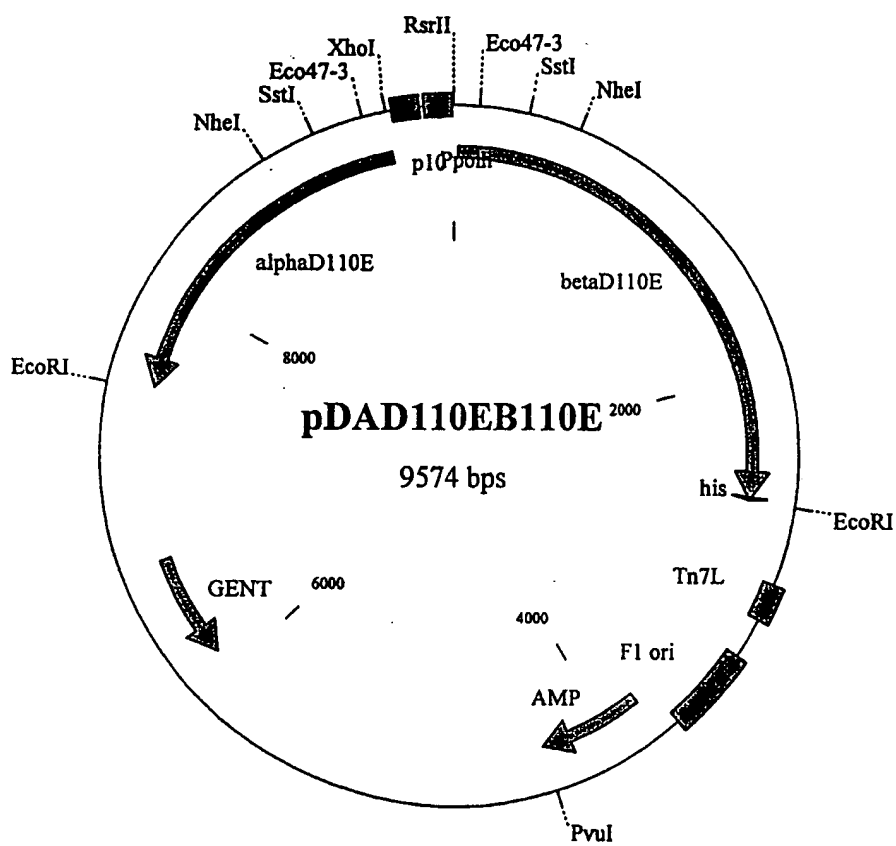 RsrII
XhoI
Eco47-3
Eco47-3
SstI
SstI
NheI
NheI
p10
Ppolh
alphaD110E
betaD110E
EcoRI
8000
pDAD110EB110E
2000
9574 bps
his
EcoRI
Tn7L
GENT
6000
4000
F1 ori
AMP
PvuI